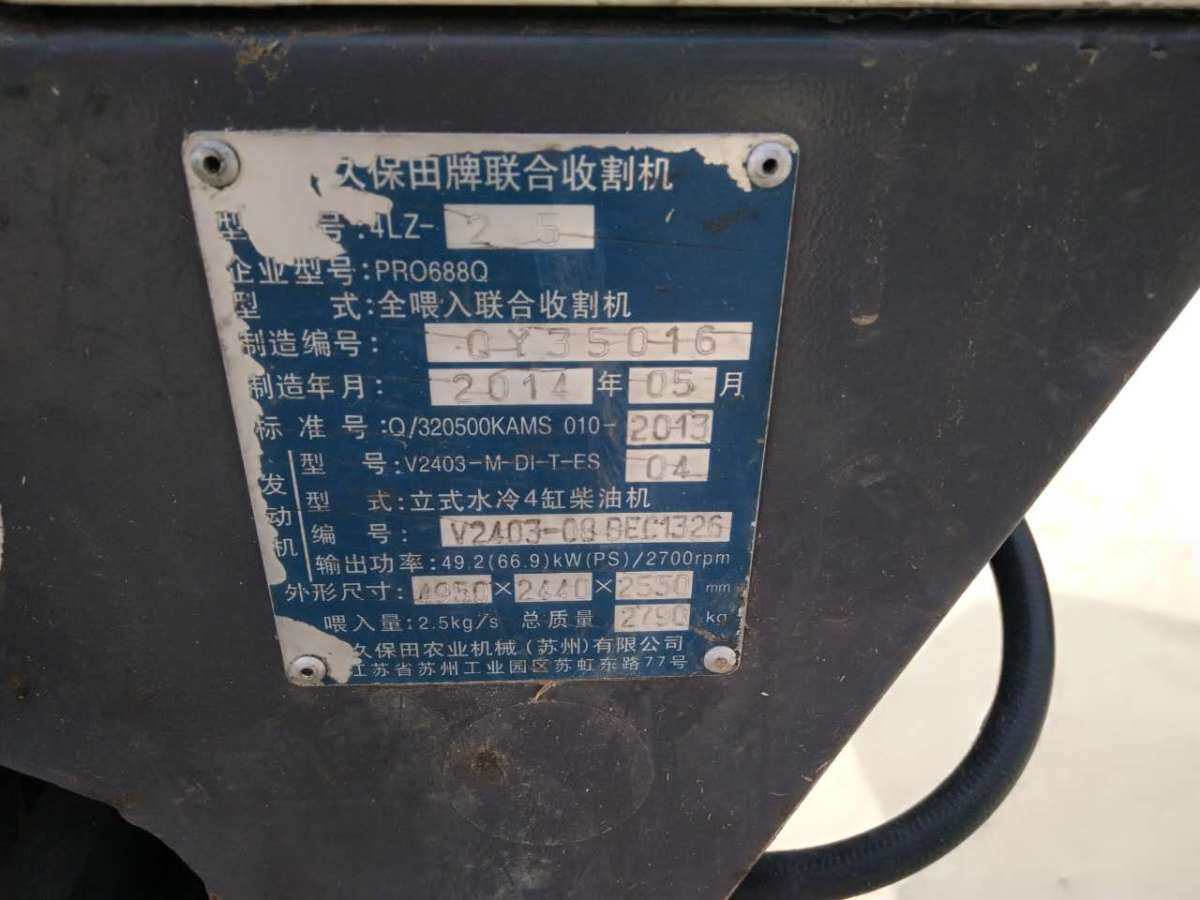 久保田牌联合收割机
型 号:4LZ-2.5
企业型号:PRO688Q
型 式:全喂入联合收割机
制造编号: QY35016
制造年月: 2014 年 05 月
标 准 号:Q/320500KAMS 010-2013
发动机
型 号:V2403-M-DI-T-ES 04
型 式:立式水冷4缸柴油机
编 号: V2403-08 BEC1326
输出功率:49.2(66.9)kW(PS)/2700rpm
外形尺寸: 4950×2440×2550 mm
喂入量:2.5kg/s 总质量 2790 kg
久保田农业机械(苏州)有限公司
江苏省苏州工业园区苏虹东路77号